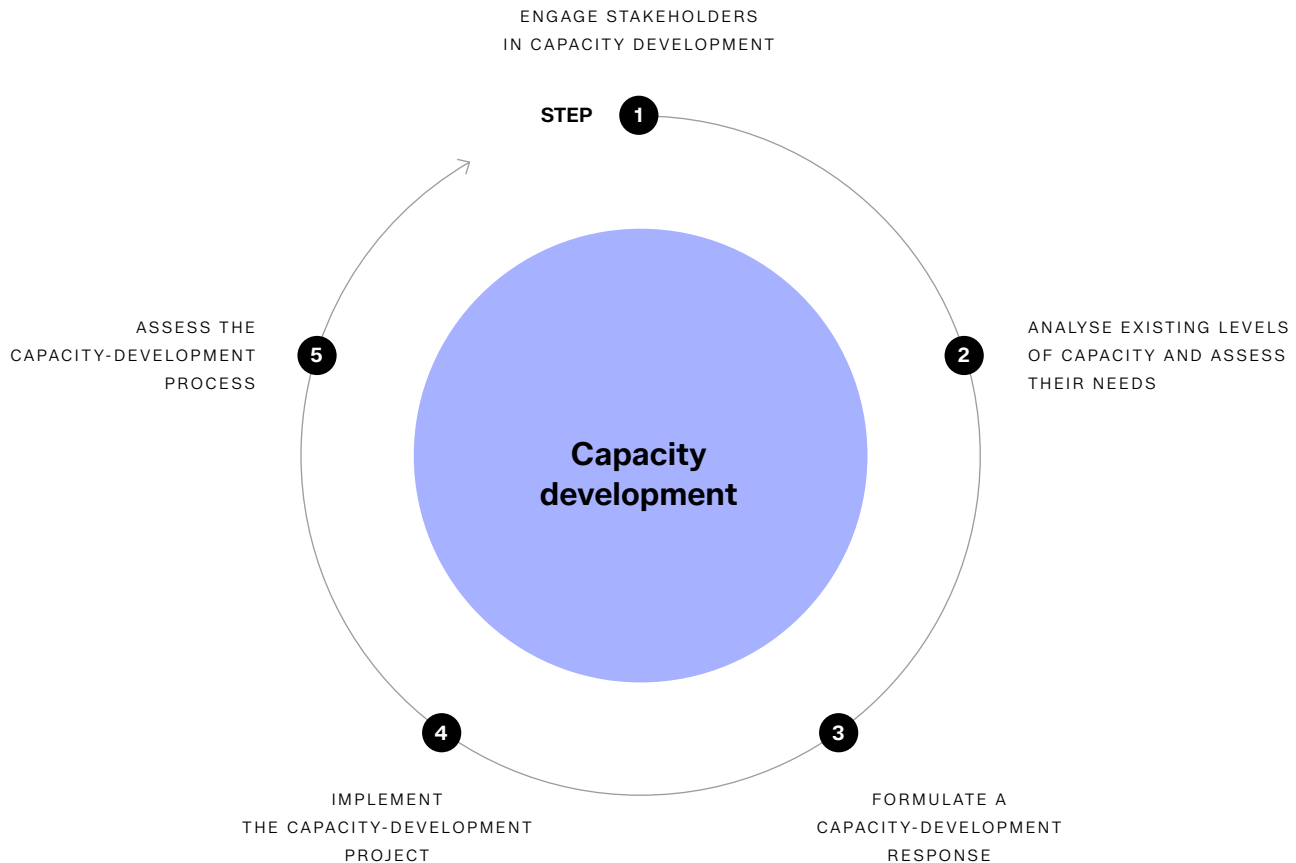 ENGAGE STAKEHOLDERS
IN CAPACITY DEVELOPMENT
STEP 1
2
ANALYSE EXISTING LEVELS
OF CAPACITY AND ASSESS
THEIR NEEDS
3
FORMULATE A
CAPACITY-DEVELOPMENT
RESPONSE
4
IMPLEMENT
THE CAPACITY-DEVELOPMENT
PROJECT
5
ASSESS THE
CAPACITY-DEVELOPMENT
PROCESS
Capacity
development